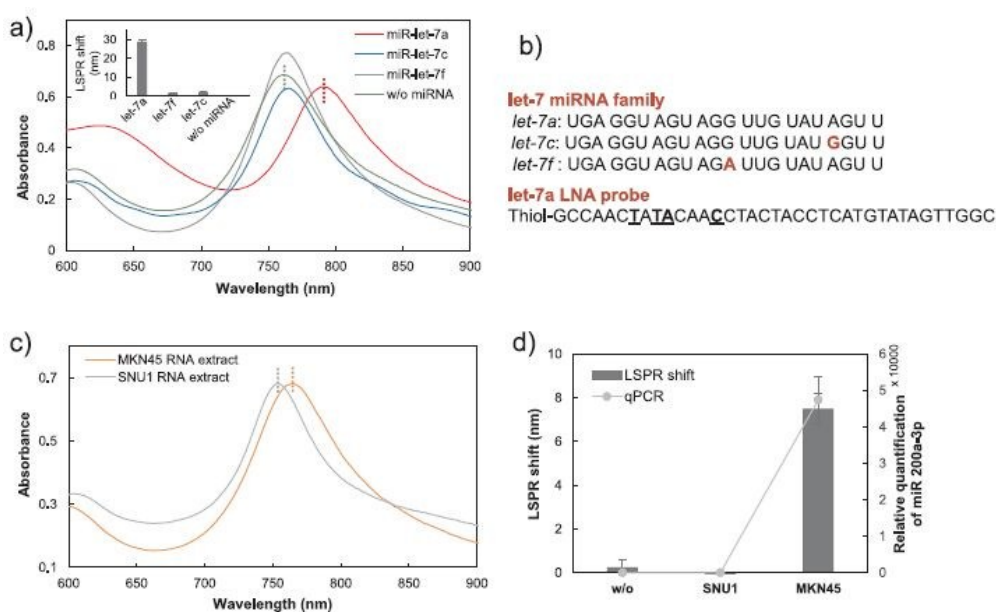 a)
LSPR shift
(nm)
30
20
10
0
let-7a
let-7f
let-7c
w/o miRNA
miR-let-7a
miR-let-7c
miR-let-7f
w/o miRNA
Absorbance
0.8
0.6
0.4
0.2
0
600 650 700 750 800 850 900
Wavelength (nm)
b)
let-7 miRNA family
let-7a: UGA GGU AGU AGG UUG UAU AGU U
let-7c: UGA GGU AGU AGG UUG UAU GGU U
let-7f : UGA GGU AGU AGA UUG UAU AGU U
let-7a LNA probe
Thiol-GCCAACTATACAACCTACTACCTCATGTATAGTTGGC
c)
MKN45 RNA extract
SNU1 RNA extract
Absorbance
0.7
0.5
0.3
0.1
600 650 700 750 800 850 900
Wavelength (nm)
d)
LSPR shift
qPCR
LSPR shift (nm)
10
8
6
4
2
0
w/o SNU1 MKN45
6
5
4
3
2
1
0
x 10000
Relative quantification
of miR 200a-3p